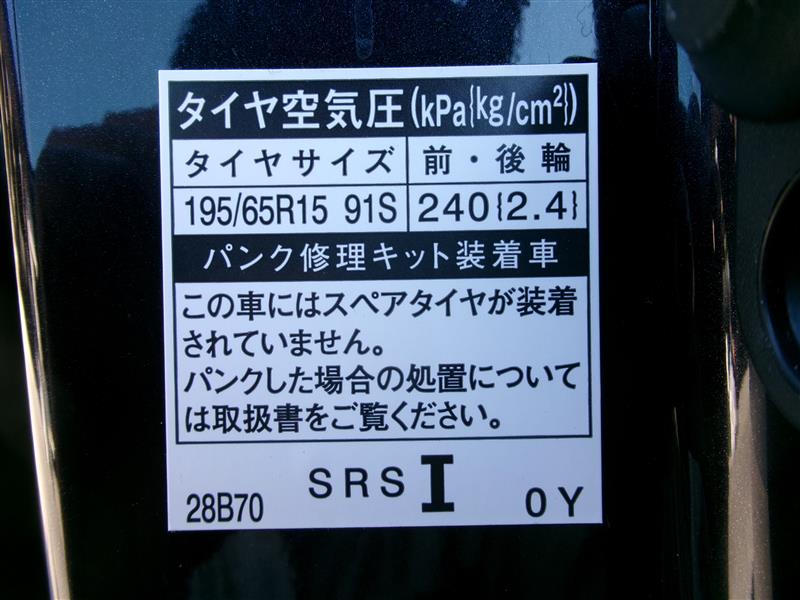 タイヤ空気圧(kPa{kg/cm²})
タイヤサイズ 前・後輪
195/65R15 91S 240{2.4}
パンク修理キット装着車
この車にはスペアタイヤが装着
されていません。
パンクした場合の処置について
は取扱書をご覧ください。
28B70 SRS I 0Y